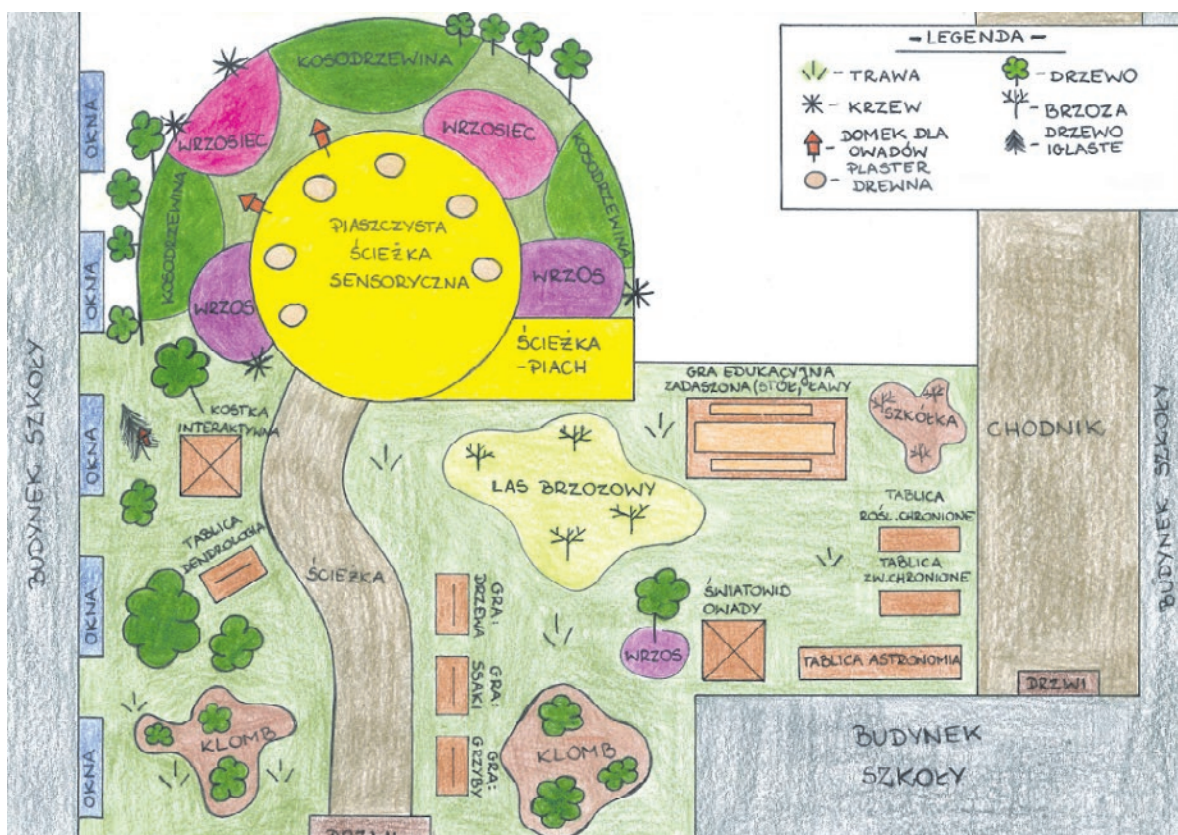 - LEGENDA -
- TRAWA
- KRZEW
- DOMEK DLA
OWADÓW
PLASTER
DREWNA
- DRZEWO
- BRZOZA
DRZEWO
IGLASTE
BUDYNEK SZKOŁY
OKNA
OKNA
OKNA
OKNA
OKNA
KOSODRZEWINA
WRZOSIEC
WRZOSIEC
KOSODRZEWINA
KOSODRZEWINA
WRZOS
WRZOS
PIASZCZYSTA
ŚCIEŻKA
SENSORYCZNA
ŚCIEŻKA
- PIACH
KOSTKA
INTERAKTYWNA
TABLICA
DENDROLOGIA
ŚCIEŻKA
LAS BRZOZOWY
GRA EDUKACYJNA
ZADASZONA (STÓŁ, ŁAWY
SZKÓŁKA
CHODNIK
BUDYNEK SZKOŁY
TABLICA
ROŚL. CHRONIONE
TABLICA
ZW. CHRONIONE
ŚWIATOWID
OWADY
WRZOS
TABLICA ASTRONOMIA
GRA:
DRZEWA
GRA:
SSAKI
GRA:
GRZYBY
KLOMB
KLOMB
DRZWI
BUDYNEK
SZKOŁY
DRZWI